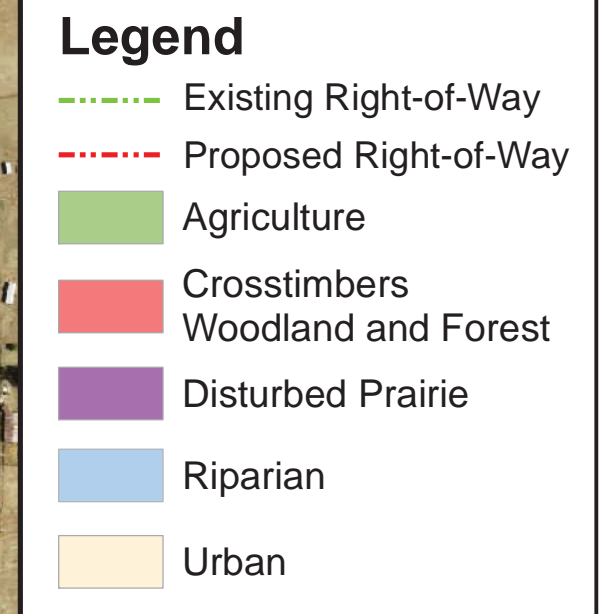 Legend
Existing Right-of-Way
Proposed Right-of-Way
Agriculture
Crosstimbers
Woodland and Forest
Disturbed Prairie
Riparian
Urban